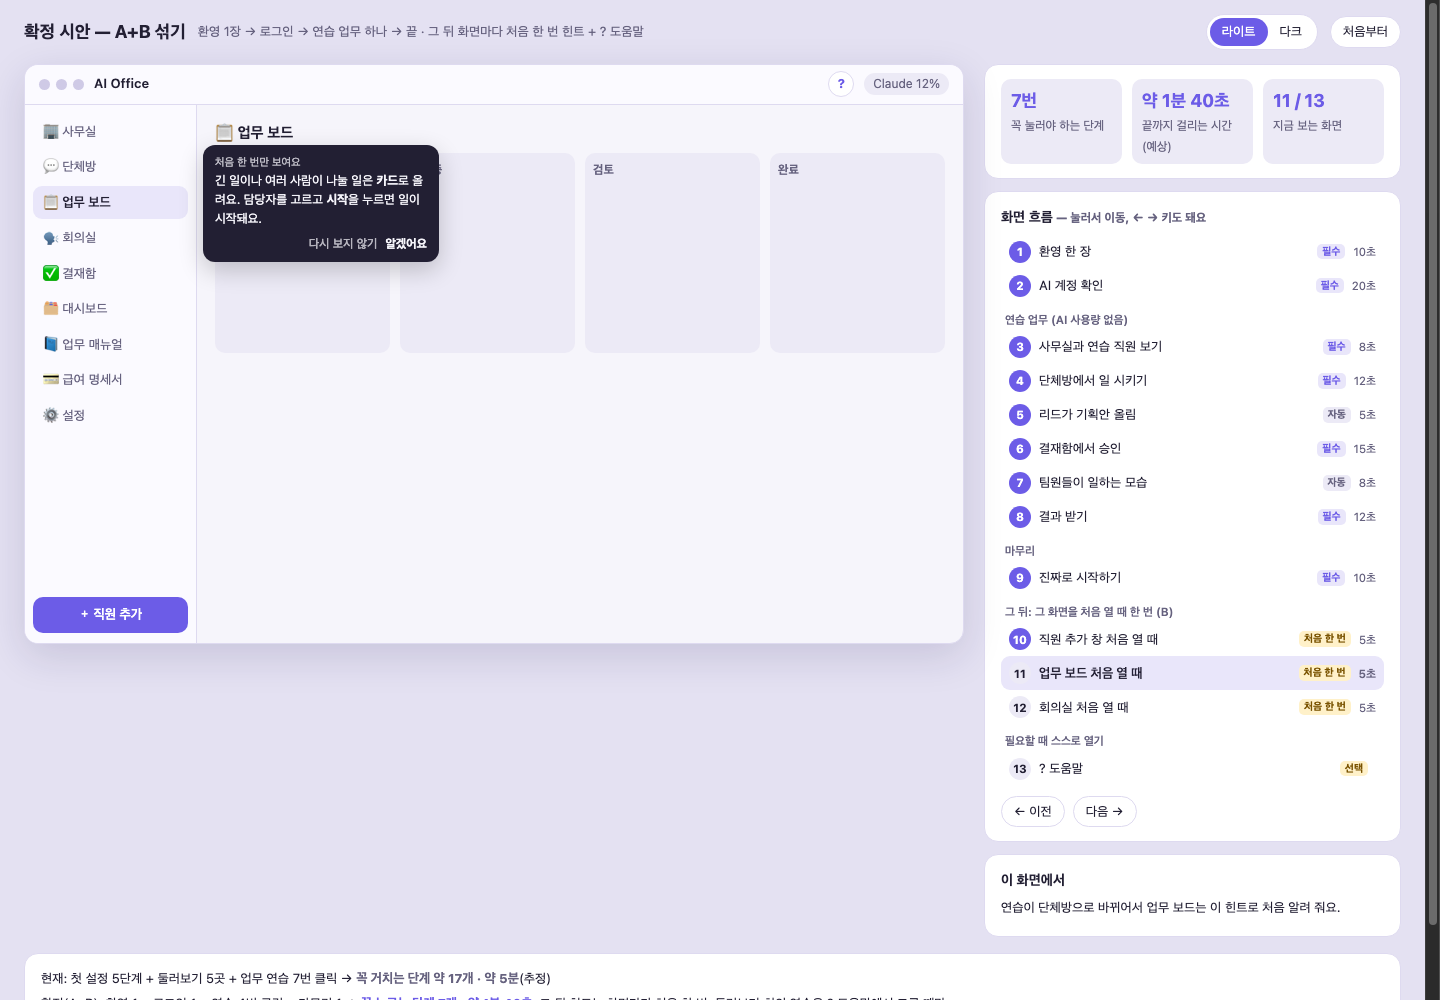 확정 시안 — A+B 섞기
환영 1장 → 로그인 → 연습 업무 하나 → 끝 · 그 뒤 화면마다 처음 한 번 힌트 + ? 도움말
라이트
다크
처음부터
AI Office
?
Claude 12%
사무실
단체방
업무 보드
회의실
결재함
대시보드
업무 매뉴얼
급여 명세서
설정
+ 직원 추가
업무 보드
처음 한 번만 보여요
긴 일이나 여러 사람이 나눌 일은 카드로 올
려요. 담당자를 고르고 시작을 누르면 일이
시작돼요.
다시 보지 않기 알겠어요
검토
완료
7번
꼭 눌러야 하는 단계
약 1분 40초
끝까지 걸리는 시간
(예상)
11 / 13
지금 보는 화면
화면 흐름 — 눌러서 이동, ← → 키도 돼요
1 환영 한 장 필수 10초
2 AI 계정 확인 필수 20초
연습 업무 (AI 사용량 없음)
3 사무실과 연습 직원 보기 필수 8초
4 단체방에서 일 시키기 필수 12초
5 리드가 기획안 올림 자동 5초
6 결재함에서 승인 필수 15초
7 팀원들이 일하는 모습 자동 8초
8 결과 받기 필수 12초
마무리
9 진짜로 시작하기 필수 10초
그 뒤: 그 화면을 처음 열 때 한 번 (B)
10 직원 추가 창 처음 열 때 처음 한 번 5초
11 업무 보드 처음 열 때 처음 한 번 5초
12 회의실 처음 열 때 처음 한 번 5초
필요할 때 스스로 열기
13 ? 도움말 선택
← 이전
다음 →
이 화면에서
연습이 단체방으로 바뀌어서 업무 보드는 이 힌트로 처음 알려 줘요.
현재: 첫 설정 5단계 + 둘러보기 5곳 + 업무 연습 7번 클릭 → 꼭 거치는 단계 약 17개 · 약 5분(추정)